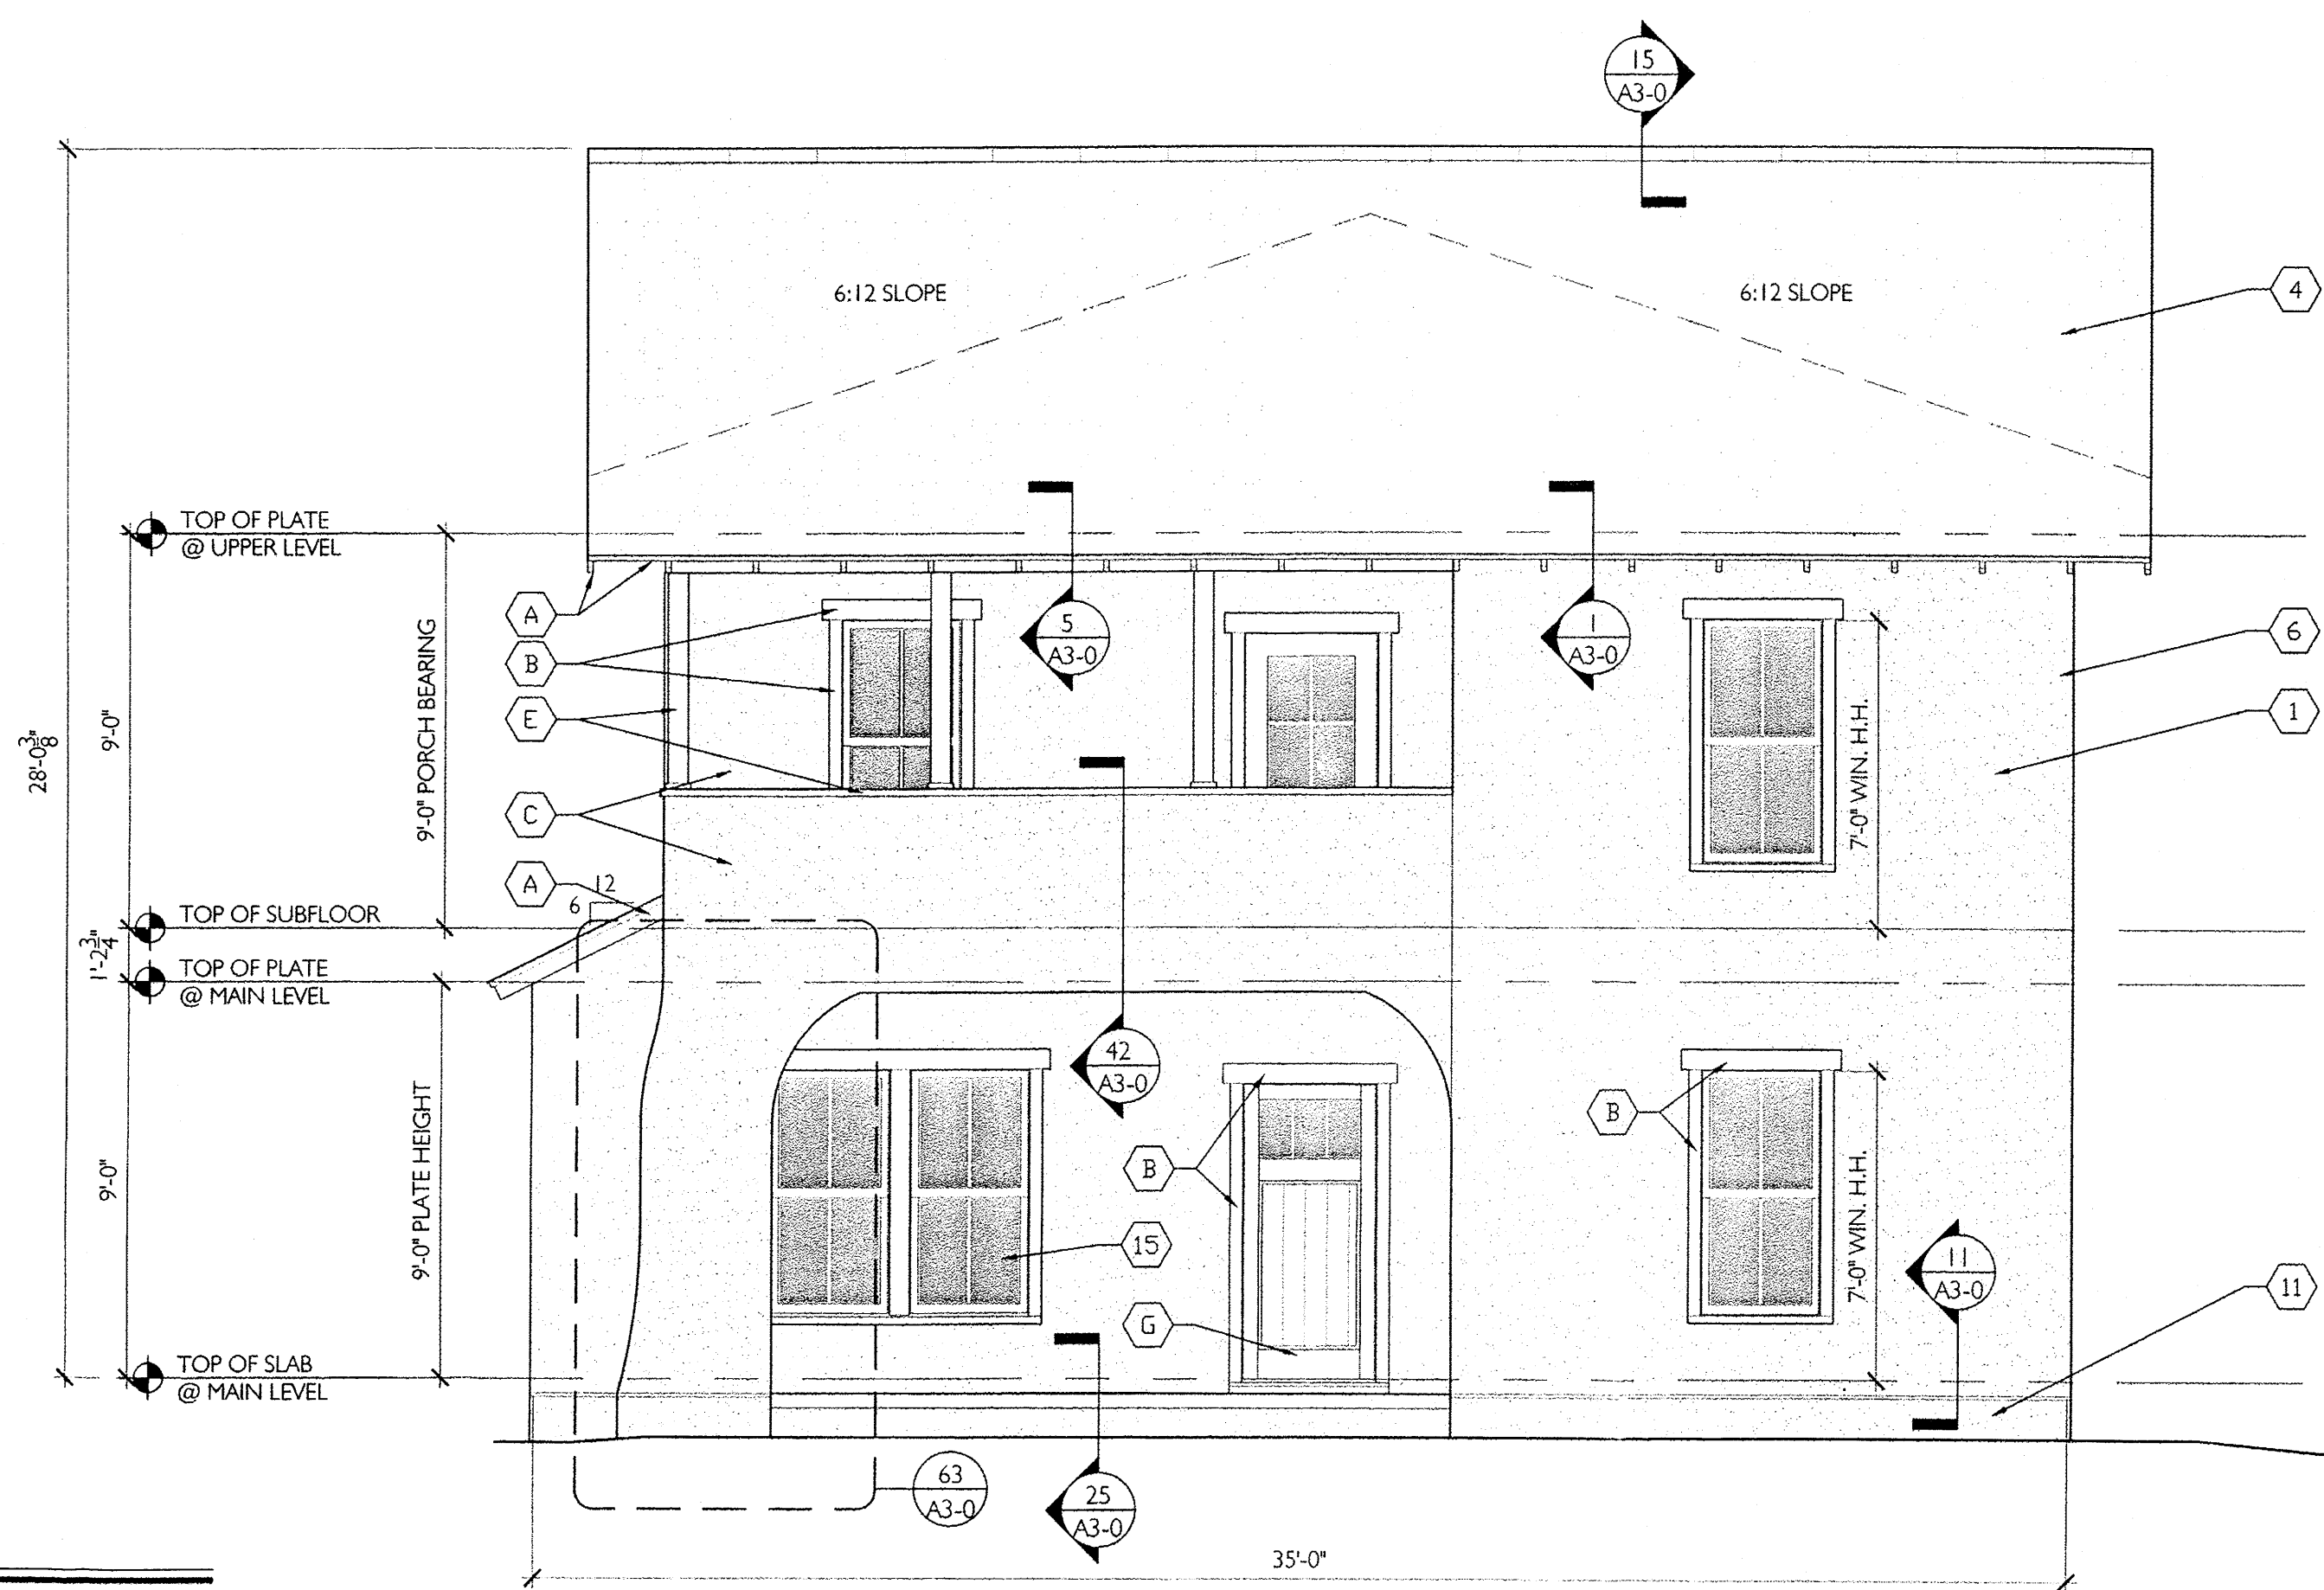 15
A3-0
6:12 SLOPE
6:12 SLOPE
4
TOP OF PLATE
@ UPPER LEVEL
A
B
E
C
A
5
A3-0
1
A3-0
6
1
28'-0 3/8"
9'-0"
9'-0" PORCH BEARING
7'-0" WIN. H.H.
12
6
TOP OF SUBFLOOR
1'-2 3/4"
TOP OF PLATE
@ MAIN LEVEL
42
A3-0
B
B
9'-0"
9'-0" PLATE HEIGHT
15
G
7'-0" WIN. H.H.
11
A3-0
11
TOP OF SLAB
@ MAIN LEVEL
63
A3-0
25
A3-0
35'-0"